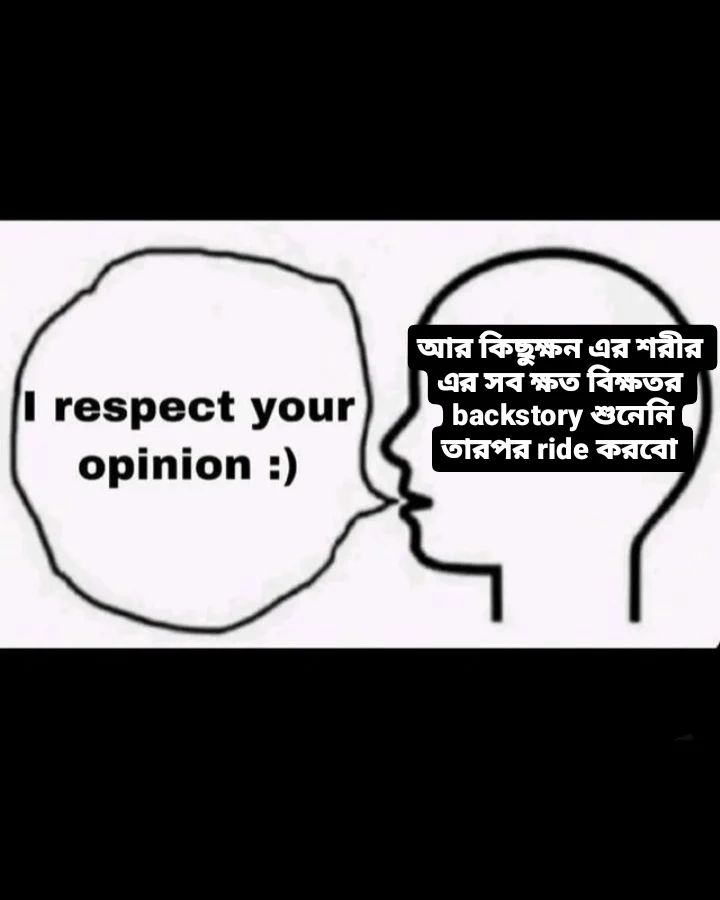 I respect your
opinion :)
আর কিছুক্ষন এর শরীর
এর সব ক্ষত বিক্ষতর
backstory শুনেনি
তারপর ride করবো